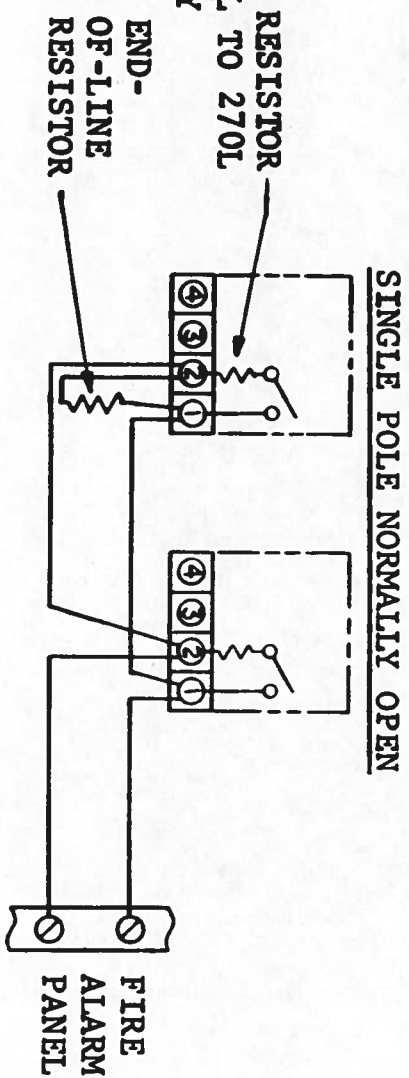 SINGLE POLE NORMALLY OPEN
RESISTOR
TO 270L
Y
4 3 2 1
4 3 2 1
END-
OF-LINE
RESISTOR
FIRE
ALARM
PANEL